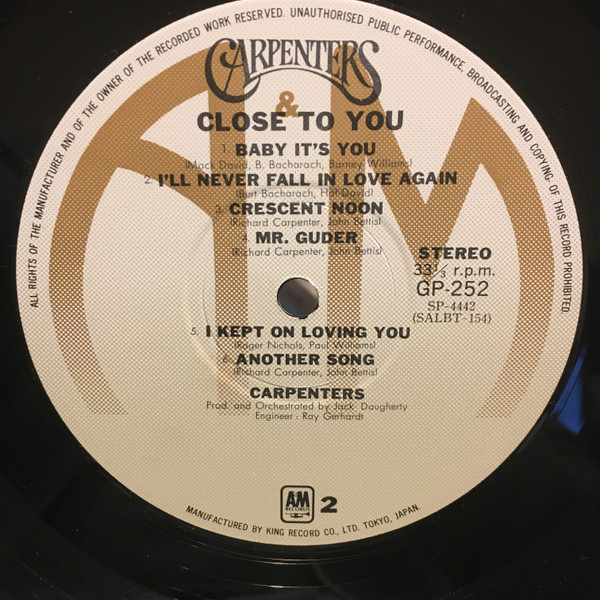 ALL RIGHTS OF THE MANUFACTURER AND OF THE OWNER OF THE RECORDED WORK RESERVED. UNAUTHORISED PUBLIC PERFORMANCE, BROADCASTING AND COPYING OF THIS RECORD PROHIBITED.
CARPENTERS
&
CLOSE TO YOU
1. BABY IT'S YOU
(Mack David, B. Bacharach, Barney Williams)
2. I'LL NEVER FALL IN LOVE AGAIN
(Burt Bacharach, Hal David)
3. CRESCENT NOON
(Richard Carpenter, John Bettis)
4. MR. GUDER
(Richard Carpenter, John Bettis)
STEREO
33 1/3 r.p.m.
GP-252
SP-4442
(SALBT-154)
5. I KEPT ON LOVING YOU
(Roger Nichols, Paul Williams)
6. ANOTHER SONG
(Richard Carpenter, John Bettis)
CARPENTERS
Prod. and Orchestrated by Jack Daugherty
Engineer: Ray Gerhardt
AM
RECORDS
2
MANUFACTURED BY KING RECORD CO., LTD. TOKYO, JAPAN.